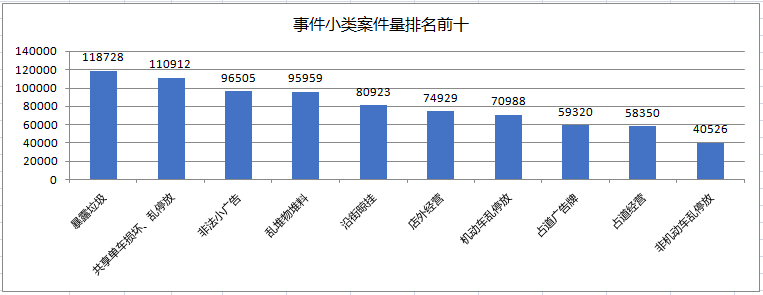 事件小类案件量排名前十
140000
120000
100000
80000
60000
40000
20000
0
118728
110912
96505
95959
80923
74929
70988
59320
58350
40526
暴露垃圾
共享单车损坏、乱停放
非法小广告
乱堆物堆料
沿街晾挂
店外经营
机动车乱停放
占道广告牌
占道经营
非机动车乱停放